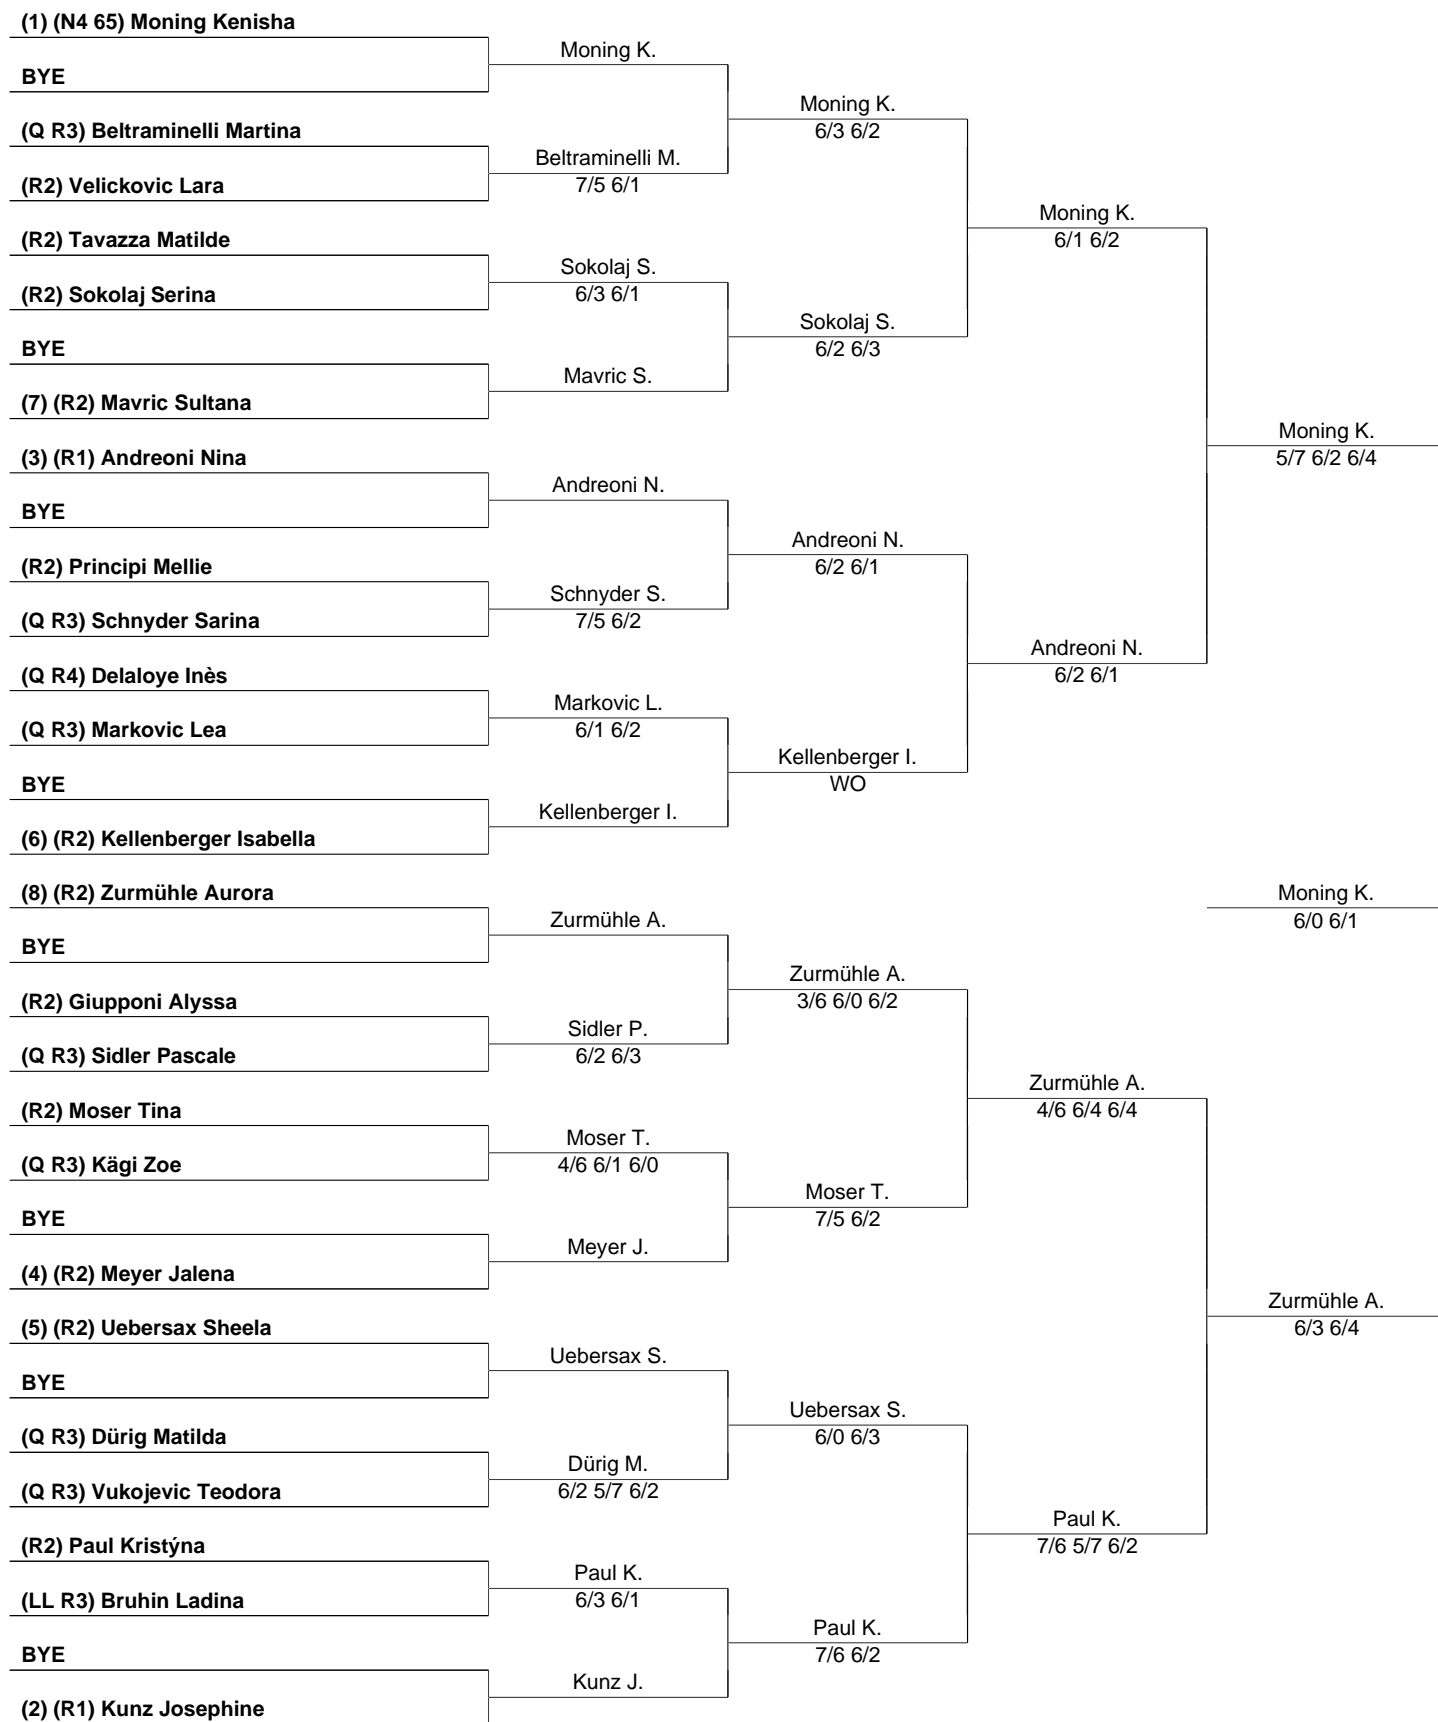 (1) (N4 65) Moning Kenisha
BYE
(Q R3) Beltraminelli Martina
(R2) Velickovic Lara
(R2) Tavazza Matilde
(R2) Sokolaj Serina
BYE
(7) (R2) Mavric Sultana
(3) (R1) Andreoni Nina
BYE
(R2) Principi Mellie
(Q R3) Schnyder Sarina
(Q R4) Delaloye Inès
(Q R3) Markovic Lea
BYE
(6) (R2) Kellenberger Isabella
(8) (R2) Zurmühle Aurora
BYE
(R2) Giupponi Alyssa
(Q R3) Sidler Pascale
(R2) Moser Tina
(Q R3) Kägi Zoe
BYE
(4) (R2) Meyer Jalena
(5) (R2) Uebersax Sheela
BYE
(Q R3) Dürig Matilda
(Q R3) Vukojevic Teodora
(R2) Paul Kristýna
(LL R3) Bruhin Ladina
BYE
(2) (R1) Kunz Josephine
Moning K.
Beltraminelli M.
7/5 6/1
Sokolaj S.
6/3 6/1
Mavric S.
Andreoni N.
Schnyder S.
7/5 6/2
Markovic L.
6/1 6/2
Kellenberger I.
Zurmühle A.
Sidler P.
6/2 6/3
Moser T.
4/6 6/1 6/0
Meyer J.
Uebersax S.
Dürig M.
6/2 5/7 6/2
Paul K.
6/3 6/1
Kunz J.
Moning K.
6/3 6/2
Sokolaj S.
6/2 6/3
Andreoni N.
6/2 6/1
Kellenberger I.
WO
Zurmühle A.
3/6 6/0 6/2
Moser T.
7/5 6/2
Uebersax S.
6/0 6/3
Paul K.
7/6 6/2
Moning K.
6/1 6/2
Andreoni N.
6/2 6/1
Zurmühle A.
4/6 6/4 6/4
Paul K.
7/6 5/7 6/2
Moning K.
5/7 6/2 6/4
Moning K.
6/0 6/1
Zurmühle A.
6/3 6/4